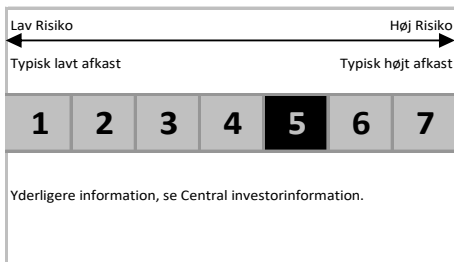 Lav Risiko Høj Risiko
Typisk lavt afkast Typisk højt afkast
1 2 3 4 5 6 7
Yderligere information, se Central investorinformation.